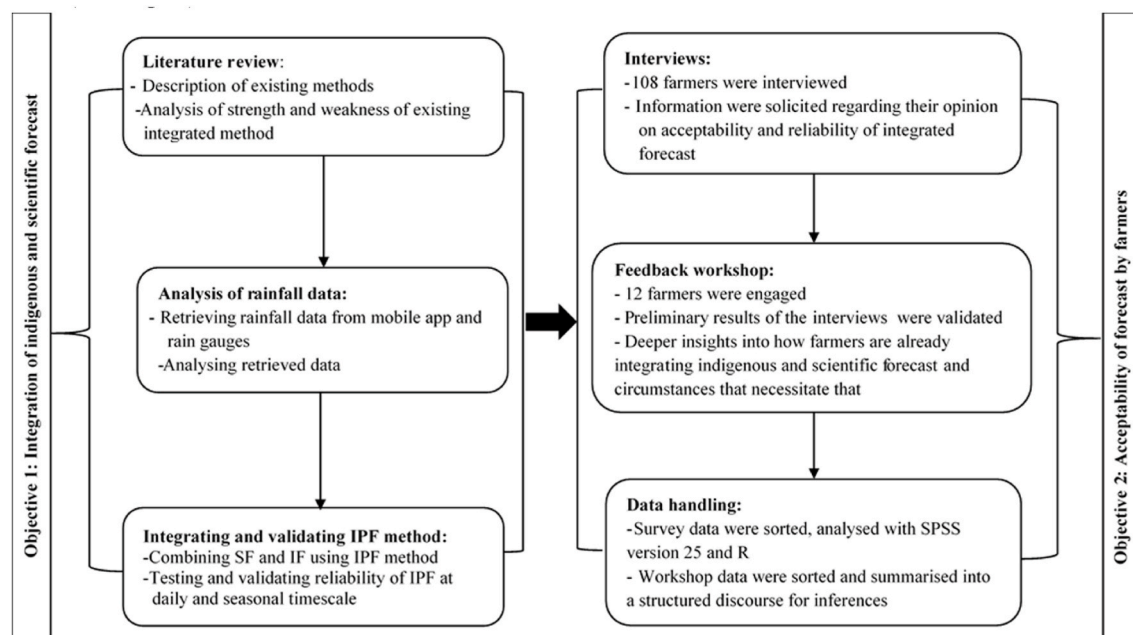 Objective 1: Integration of indigenous and scientific forecast
Literature review:
- Description of existing methods
-Analysis of strength and weakness of existing
integrated method
Analysis of rainfall data:
- Retrieving rainfall data from mobile app and
rain gauges
-Analysing retrieved data
Integrating and validating IPF method:
-Combining SF and IF using IPF method
-Testing and validating reliability of IPF at
daily and seasonal timescale
Interviews:
-108 farmers were interviewed
- Information were solicited regarding their opinion
on acceptability and reliability of integrated
forecast
Feedback workshop:
- 12 farmers were engaged
- Preliminary results of the interviews were validated
- Deeper insights into how farmers are already
integrating indigenous and scientific forecast and
circumstances that necessitate that
Data handling:
-Survey data were sorted, analysed with SPSS
version 25 and R
- Workshop data were sorted and summarised into
a structured discourse for inferences
Objective 2: Acceptability of forecast by farmers